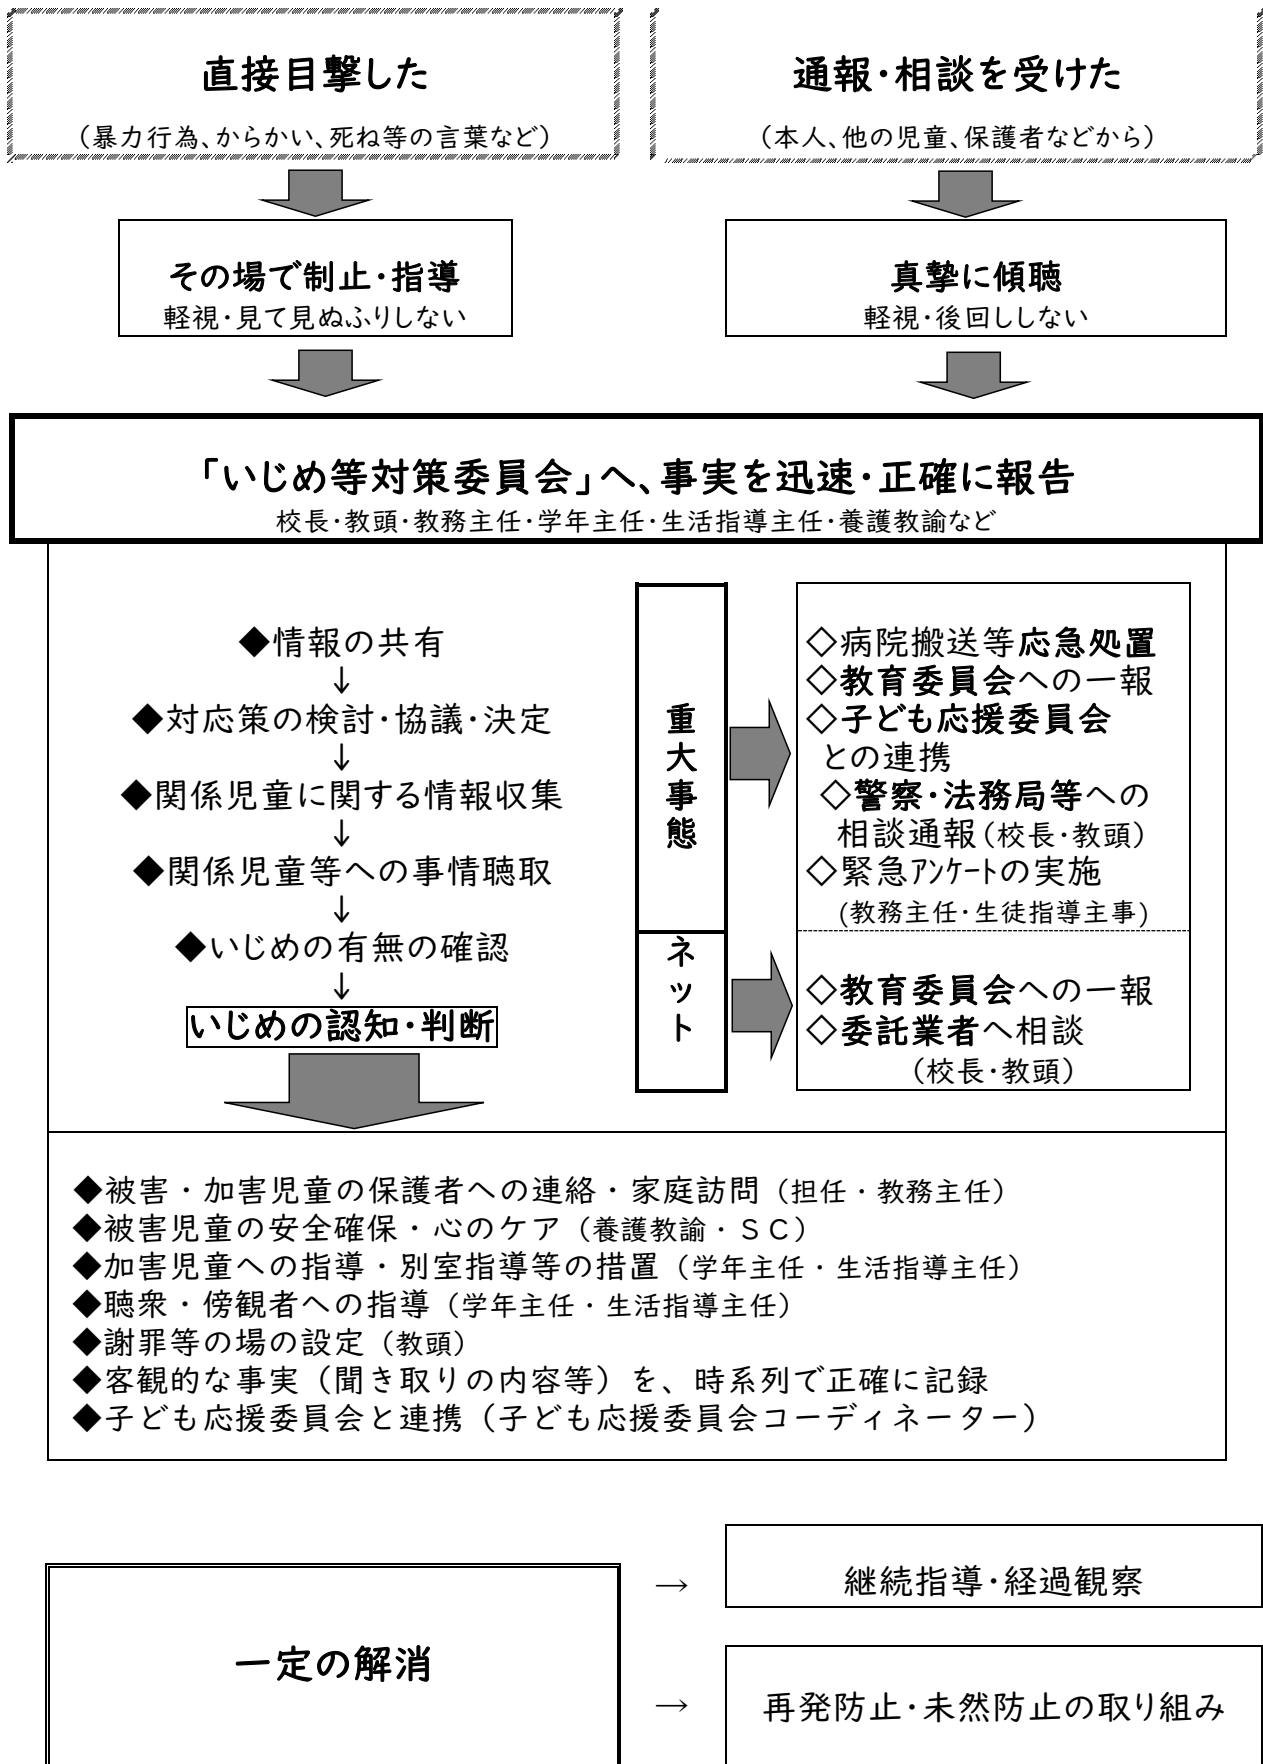 直接目撃した
（暴力行為、からかい、死ね等の言葉など）
通報・相談を受けた
（本人、他の児童、保護者などから）
その場で制止・指導
軽視・見て見ぬふりしない
真摯に傾聴
軽視・後回ししない
「いじめ等対策委員会」へ、事実を迅速・正確に報告
校長・教頭・教務主任・学年主任・生活指導主任・養護教諭など
◆情報の共有
↓
◆対応策の検討・協議・決定
↓
◆関係児童に関する情報収集
↓
◆関係児童等への事情聴取
↓
◆いじめの有無の確認
↓
いじめの認知・判断
重大事態
◇病院搬送等応急処置
◇教育委員会への一報
◇子ども応援委員会
との連携
◇警察・法務局等への
相談通報（校長・教頭）
◇緊急ｱﾝｹｰﾄの実施
(教務主任・生徒指導主事)
ネット
◇教育委員会への一報
◇委託業者へ相談
（校長・教頭）
◆被害・加害児童の保護者への連絡・家庭訪問（担任・教務主任）
◆被害児童の安全確保・心のケア（養護教諭・ＳＣ）
◆加害児童への指導・別室指導等の措置（学年主任・生活指導主任）
◆聴衆・傍観者への指導（学年主任・生活指導主任）
◆謝罪等の場の設定（教頭）
◆客観的な事実（聞き取りの内容等）を、時系列で正確に記録
◆子ども応援委員会と連携（子ども応援委員会コーディネーター）
一定の解消
→
継続指導・経過観察
→
再発防止・未然防止の取り組み